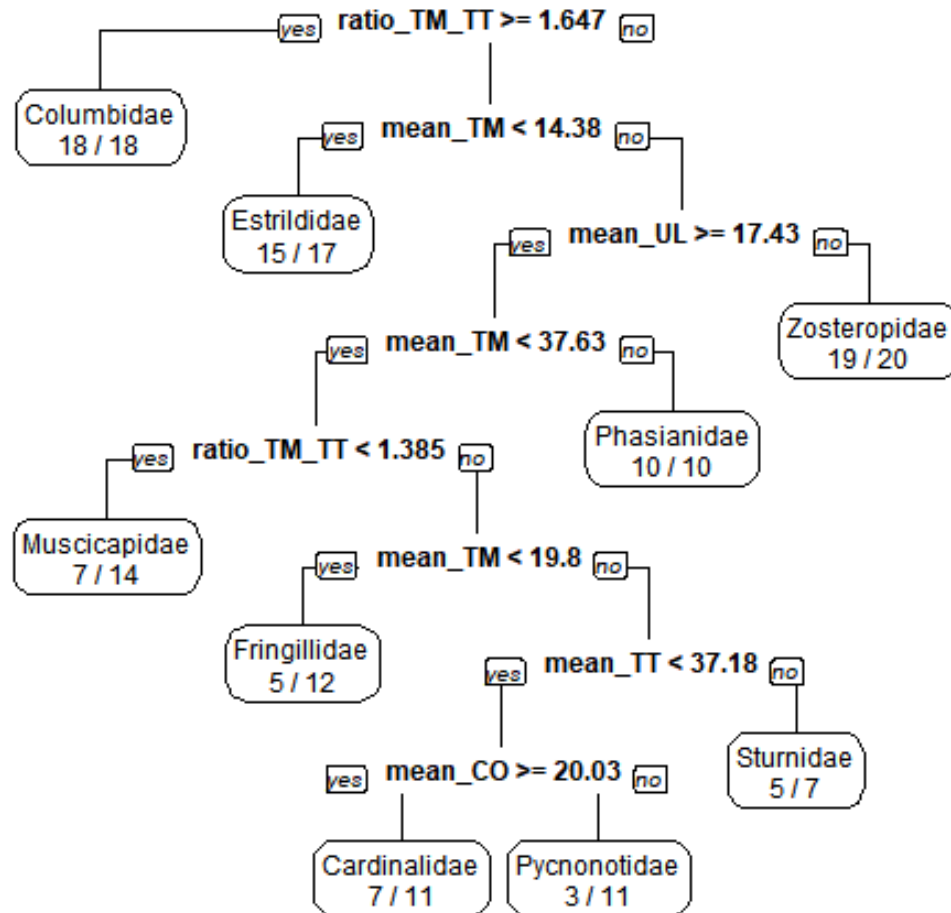 yes ratio_TM_TT >= 1.647 no
Columbidae
18 / 18
yes mean_TM < 14.38 no
Estrildidae
15 / 17
yes mean_UL >= 17.43 no
Zosteropidae
19 / 20
yes mean_TM < 37.63 no
Phasianidae
10 / 10
yes ratio_TM_TT < 1.385 no
Muscicapidae
7 / 14
yes mean_TM < 19.8 no
Fringillidae
5 / 12
yes mean_TT < 37.18 no
Sturnidae
5 / 7
yes mean_CO >= 20.03 no
Cardinalidae
7 / 11
Pycnonotidae
3 / 11